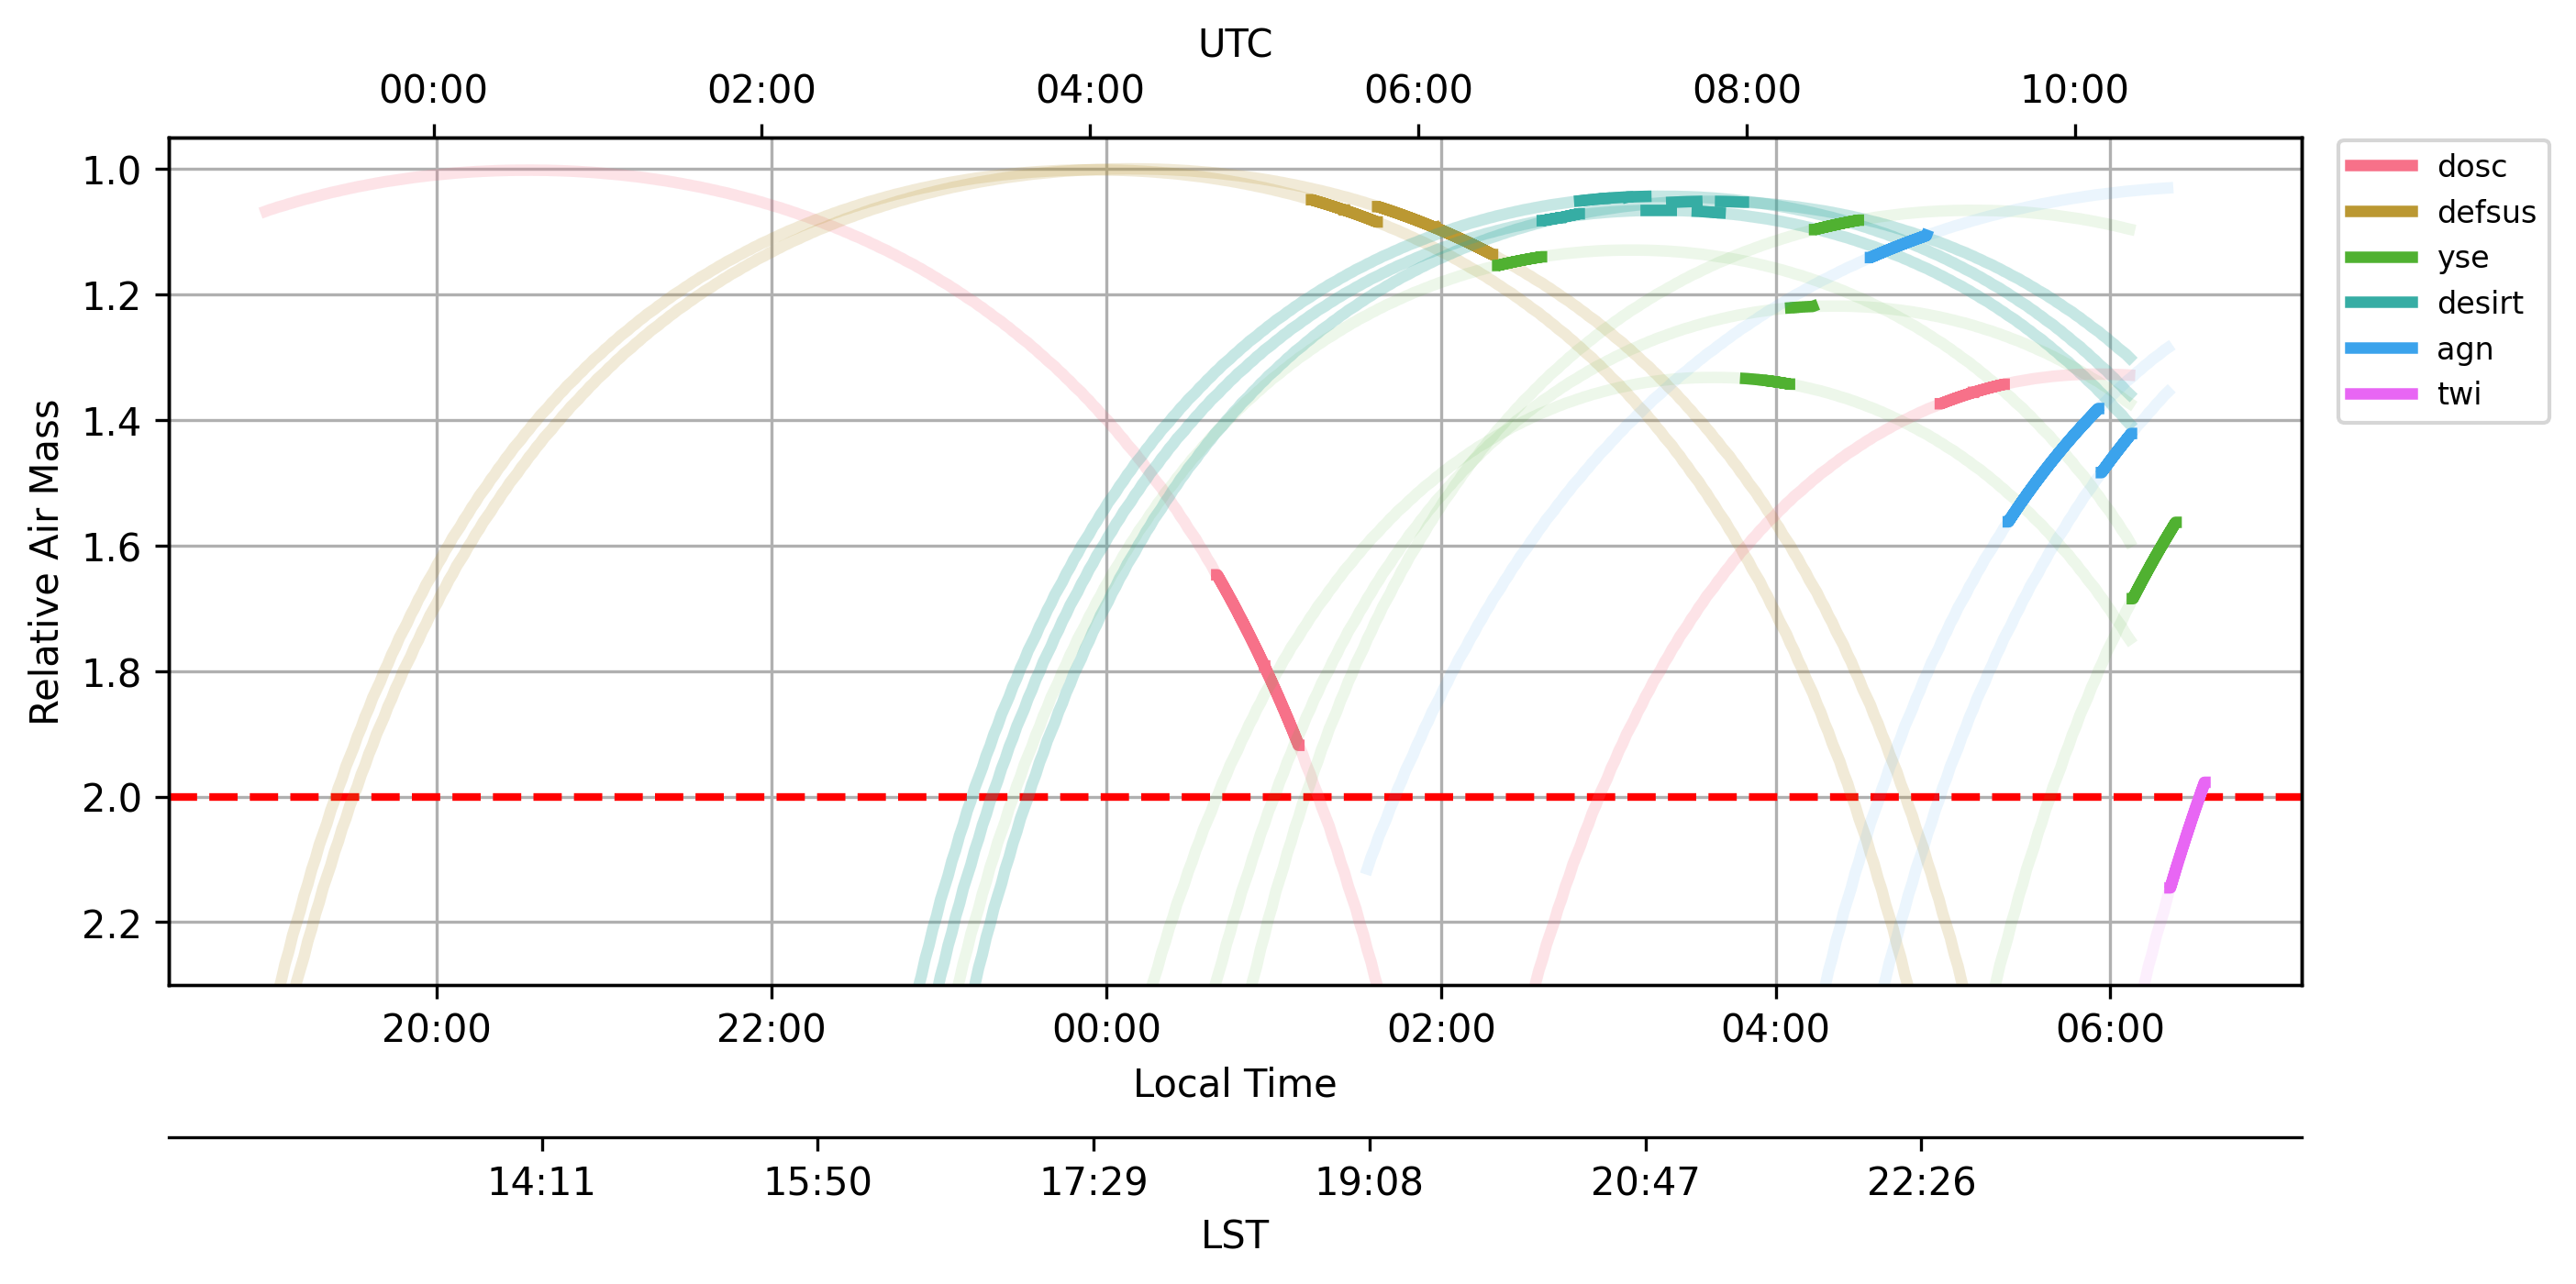 UTC
00:00 02:00 04:00 06:00 08:00 10:00
Relative Air Mass
1.0
1.2
1.4
1.6
1.8
2.0
2.2
dosc
defsus
yse
desirt
agn
twi
20:00 22:00 00:00 02:00 04:00 06:00
Local Time
14:11 15:50 17:29 19:08 20:47 22:26
LST